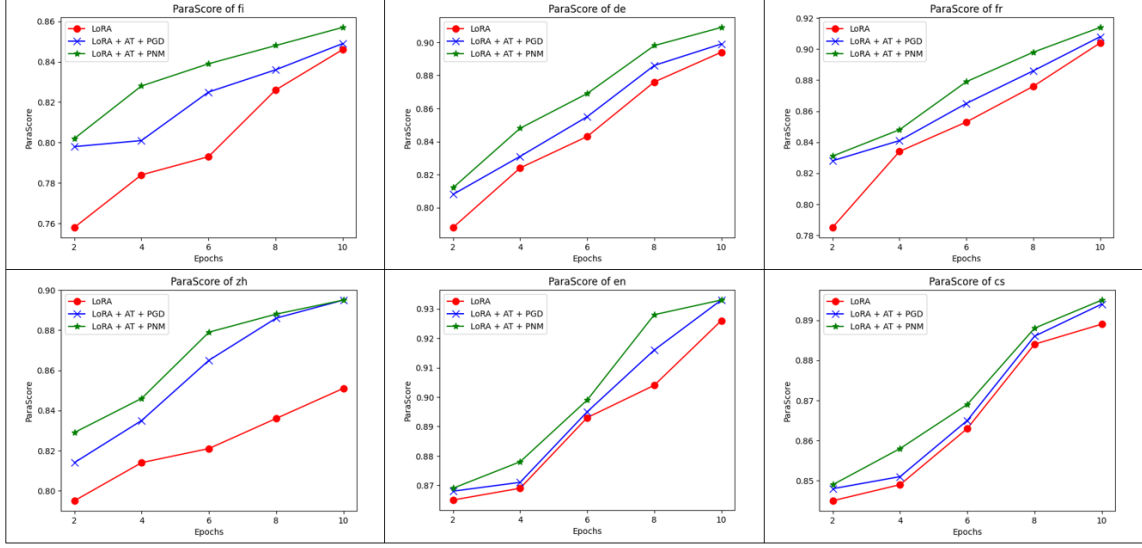 ParaScore of fi
LoRA
LoRA + AT + PGD
LoRA + AT + PNM
ParaScore
0.86
0.84
0.82
0.80
0.78
0.76
2 4 6 8 10
Epochs
ParaScore of de
LoRA
LoRA + AT + PGD
LoRA + AT + PNM
ParaScore
0.90
0.88
0.86
0.84
0.82
0.80
2 4 6 8 10
Epochs
ParaScore of fr
LoRA
LoRA + AT + PGD
LoRA + AT + PNM
ParaScore
0.92
0.90
0.88
0.86
0.84
0.82
0.80
0.78
2 4 6 8 10
Epochs
ParaScore of zh
LoRA
LoRA + AT + PGD
LoRA + AT + PNM
ParaScore
0.90
0.88
0.86
0.84
0.82
0.80
2 4 6 8 10
Epochs
ParaScore of en
LoRA
LoRA + AT + PGD
LoRA + AT + PNM
ParaScore
0.93
0.92
0.91
0.90
0.89
0.88
0.87
2 4 6 8 10
Epochs
ParaScore of cs
LoRA
LoRA + AT + PGD
LoRA + AT + PNM
ParaScore
0.89
0.88
0.87
0.86
0.85
2 4 6 8 10
Epochs